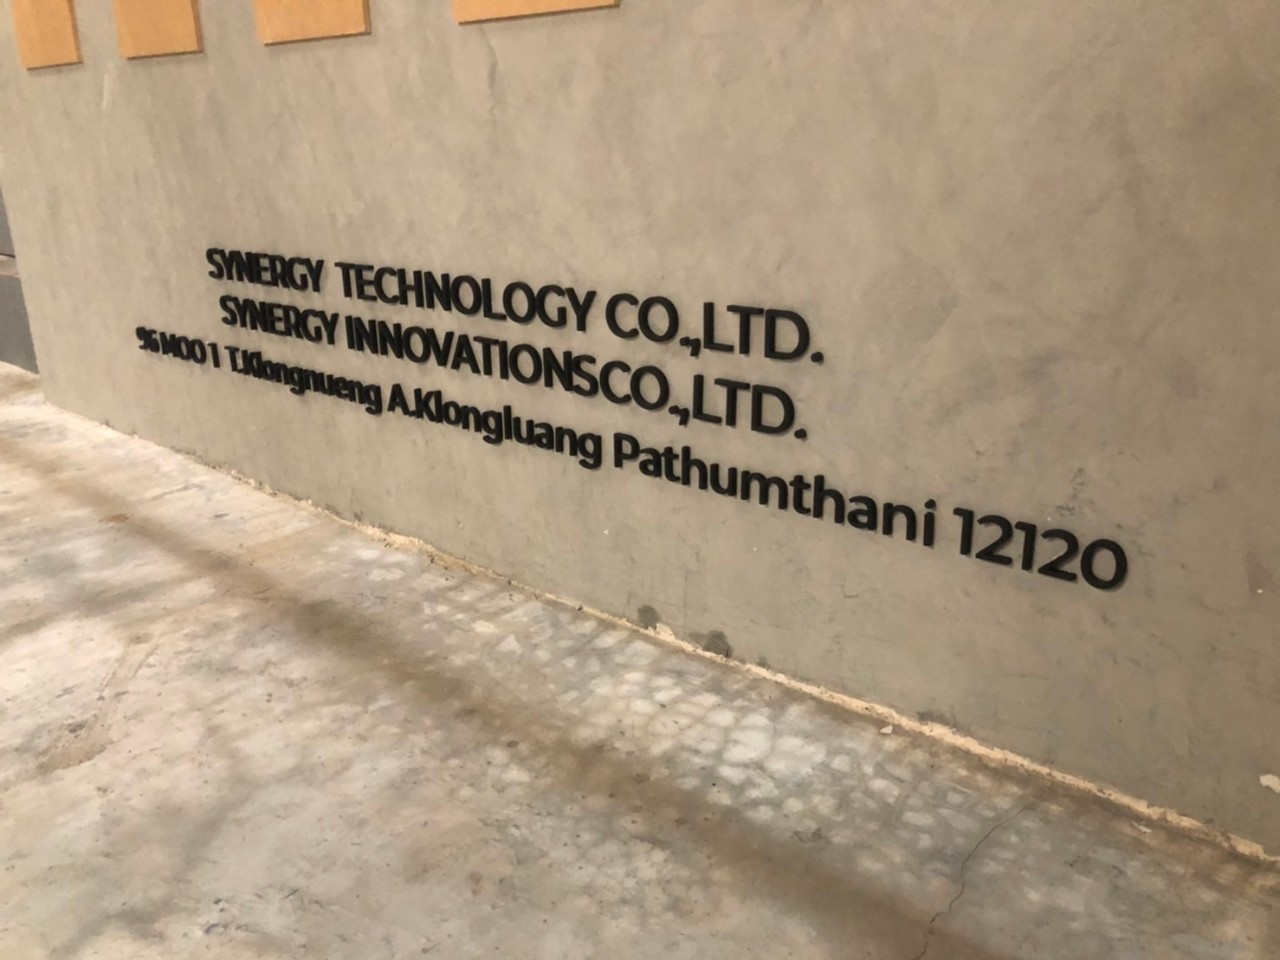 SYNERGY TECHNOLOGY CO.,LTD.
SYNERGY INNOVATIONSCO.,LTD.
96 MOO 1 T.Klongnueng A.Klongluang Pathumthani 12120